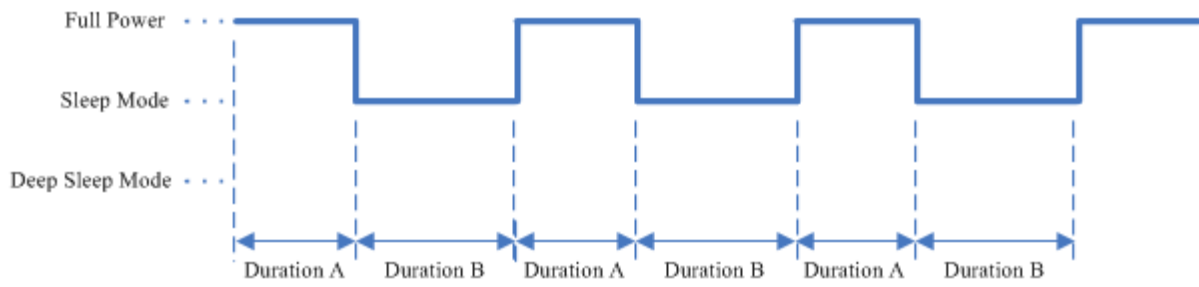 Full Power
Sleep Mode
Deep Sleep Mode
Duration A
Duration B
Duration A
Duration B
Duration A
Duration B